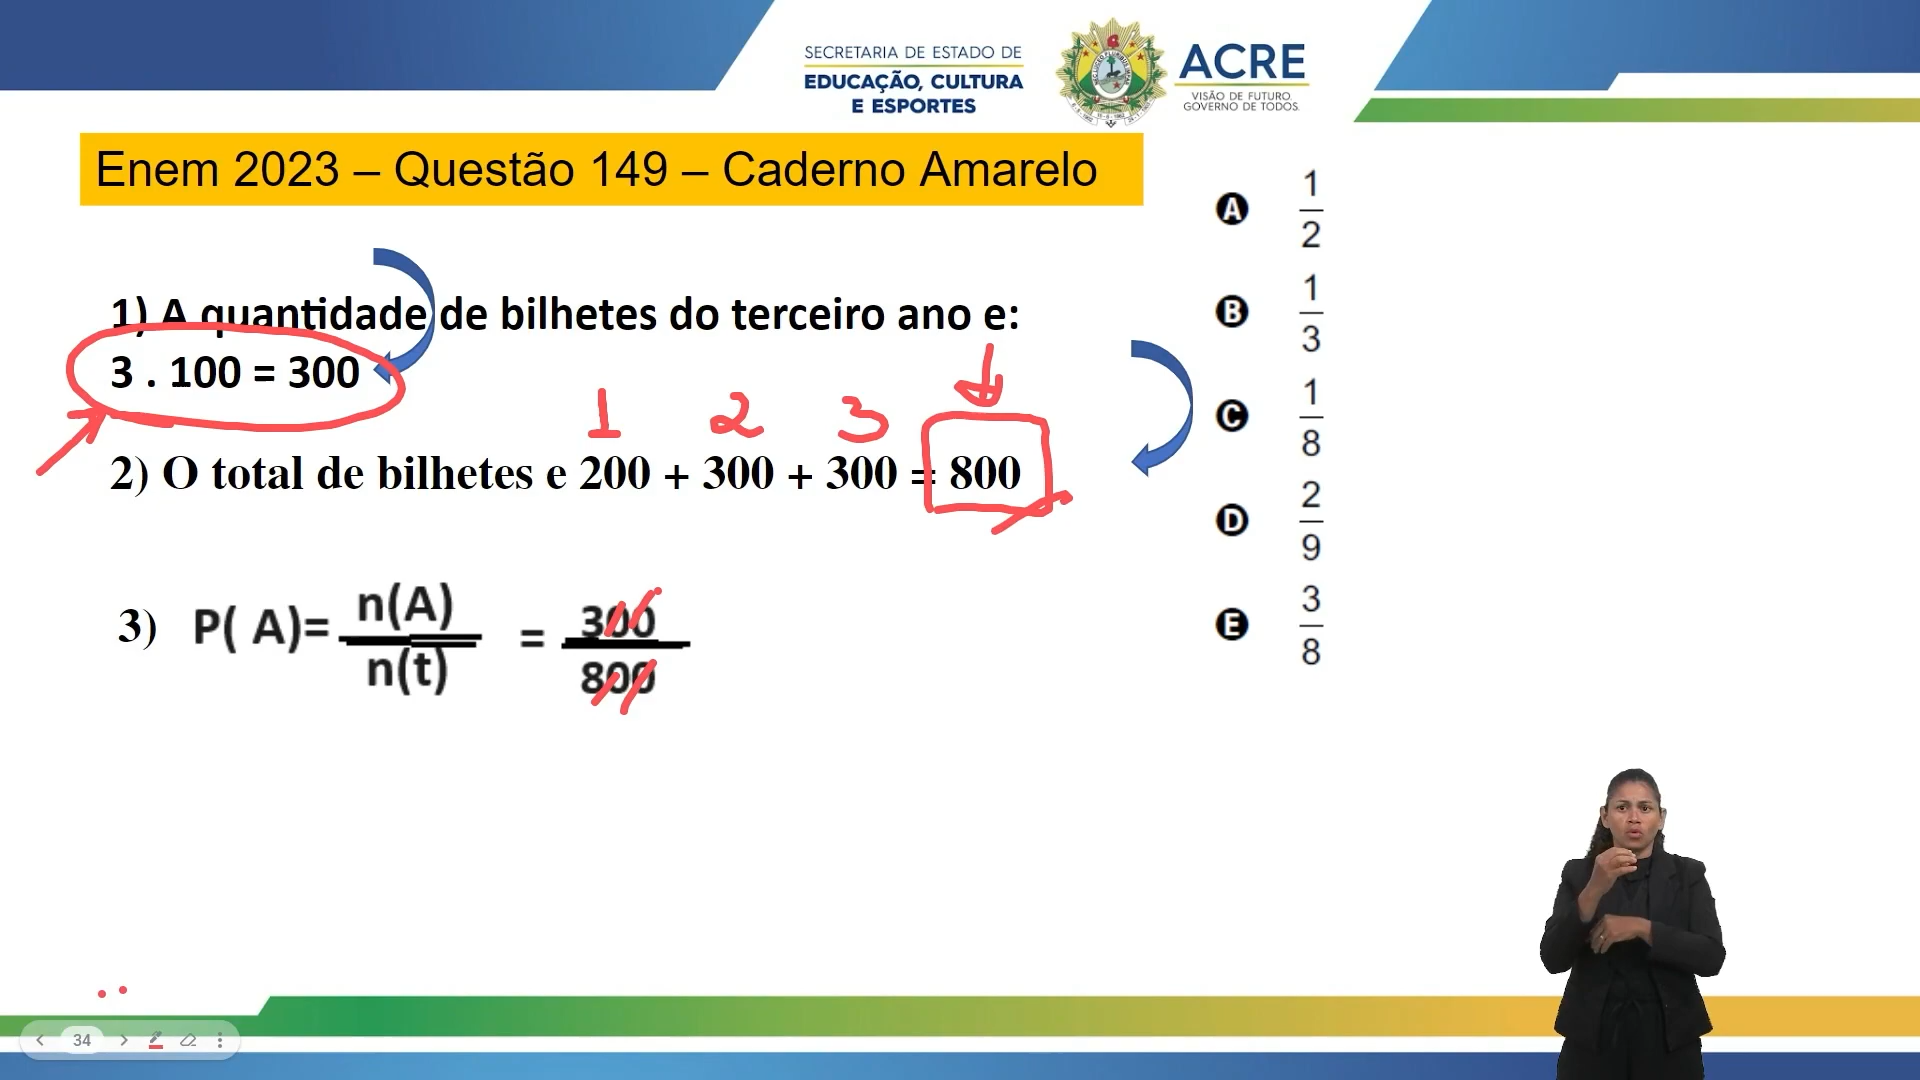 SECRETARIA DE ESTADO DE
EDUCAÇÃO, CULTURA
E ESPORTES
ACRE
VISÃO DE FUTURO.
GOVERNO DE TODOS.
Enem 2023 – Questão 149 – Caderno Amarelo
1) A quantidade de bilhetes do terceiro ano e:
3 . 100 = 300
1 2 3
2) O total de bilhetes e 200 + 300 + 300 = 800
3) P( A)= n(A)/n(t) = 300/800
A 1/2
B 1/3
C 1/8
D 2/9
E 3/8
34